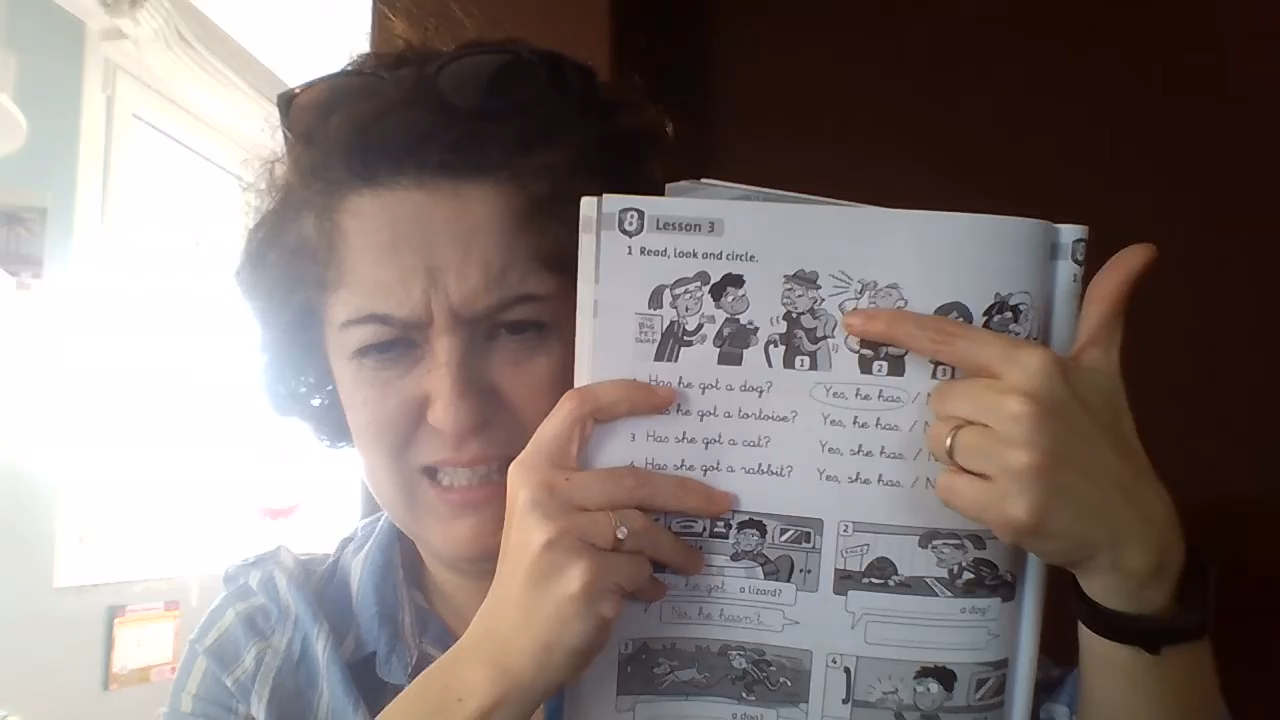 8 Lesson 3
1 Read, look and circle.
BIG
PET
1
2
3
Has he got a dog? Yes, he has. /
he got a tortoise? Yes, he has. /
3 Has she got a cat? Yes, she has. /
Has she got a rabbit? Yes, she has. / N
2
he got a lizard?
No, he hasn't.
a dog?
3
4
a dog?